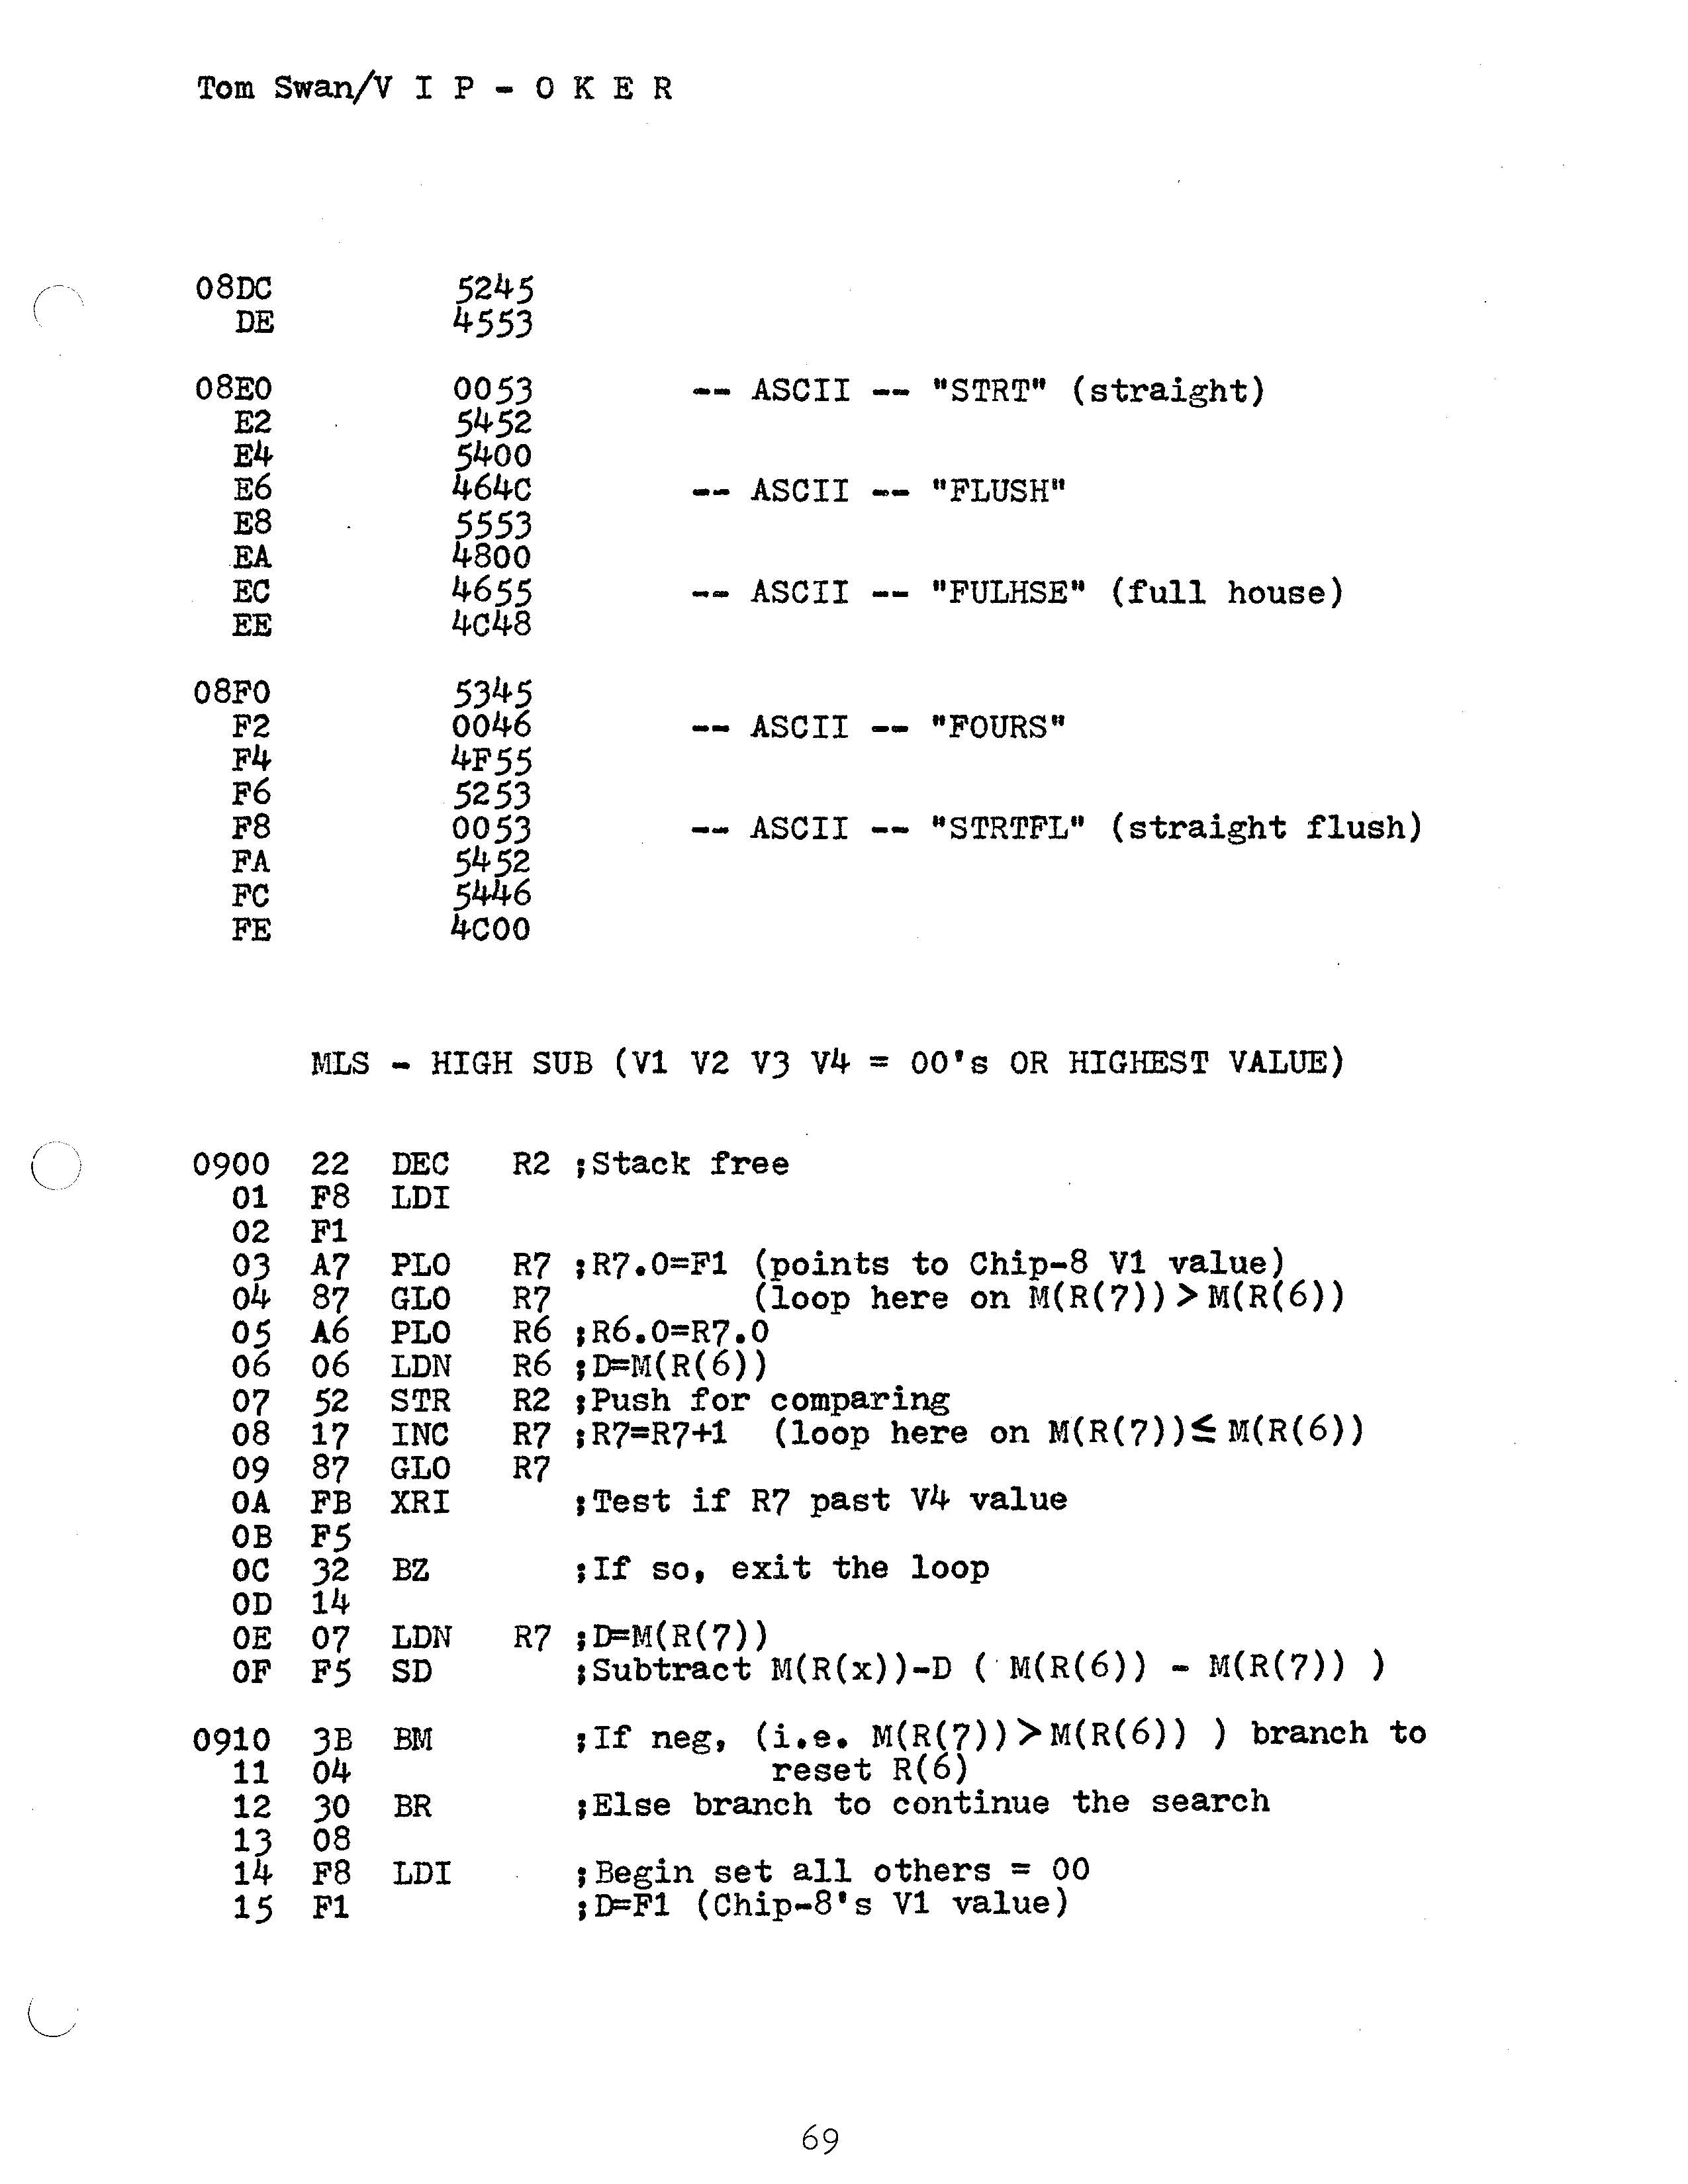 Tom Swan/V I P - O K E R
08DC 5245
DE 4553
08E0 0053 -- ASCII -- "STRT" (straight)
E2 5452
E4 5400
E6 464C -- ASCII -- "FLUSH"
E8 5553
EA 4800
EC 4655 -- ASCII -- "FULHSE" (full house)
EE 4C48
08F0 5345
F2 0046 -- ASCII -- "FOURS"
F4 4F55
F6 5253
F8 0053 -- ASCII -- "STRTFL" (straight flush)
FA 5452
FC 5446
FE 4C00
MLS - HIGH SUB (V1 V2 V3 V4 = 00's OR HIGHEST VALUE)
0900 22 DEC R2 ;Stack free
01 F8 LDI
02 F1
03 A7 PLO R7 ;R7.0=F1 (points to Chip-8 V1 value)
04 87 GLO R7 (loop here on M(R(7))>M(R(6))
05 A6 PLO R6 ;R6.0=R7.0
06 06 LDN R6 ;D=M(R(6))
07 52 STR R2 ;Push for comparing
08 17 INC R7 ;R7=R7+1 (loop here on M(R(7))≤ M(R(6))
09 87 GLO R7
0A FB XRI ;Test if R7 past V4 value
0B F5
0C 32 BZ ;If so, exit the loop
0D 14
0E 07 LDN R7 ;D=M(R(7))
0F F5 SD ;Subtract M(R(x))-D ( M(R(6)) - M(R(7)) )
0910 3B BM ;If neg, (i.e. M(R(7))>M(R(6)) ) branch to
11 04 reset R(6)
12 30 BR ;Else branch to continue the search
13 08
14 F8 LDI ;Begin set all others = 00
15 F1 ;D=F1 (Chip-8's V1 value)
69